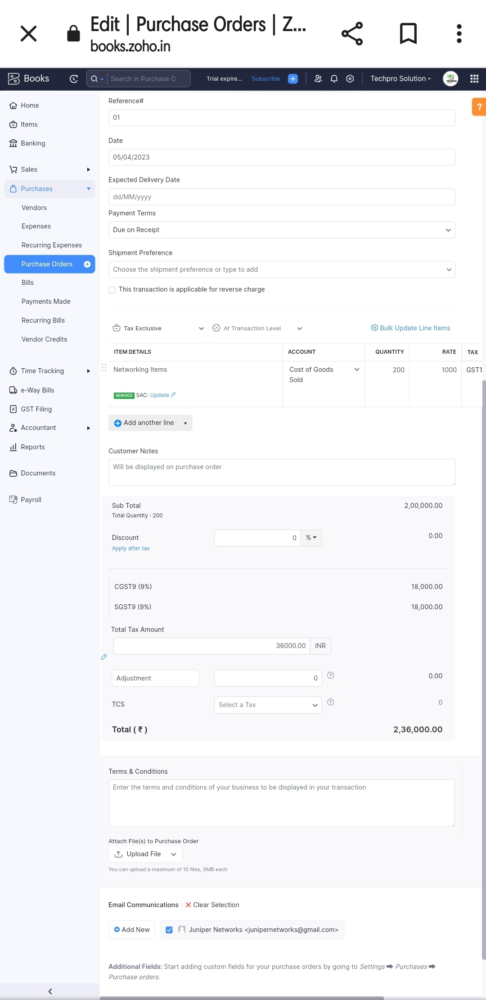 Edit | Purchase Orders | Z...
books.zoho.in
Books
Search in Purchase O
Trial expire...
Subscribe
Techpro Solution
Home
Items
Banking
Sales
Purchases
Vendors
Expenses
Recurring Expenses
Purchase Orders
Bills
Payments Made
Recurring Bills
Vendor Credits
Time Tracking
e-Way Bills
GST Filing
Accountant
Reports
Documents
Payroll
?
Reference#
01
Date
05/04/2023
Expected Delivery Date
dd/MM/yyyy
Payment Terms
Due on Receipt
Shipment Preference
Choose the shipment preference or type to add
This transaction is applicable for reverse charge
Tax Exclusive At Transaction Level Bulk Update Line Items
ITEM DETAILS ACCOUNT QUANTITY RATE TAX
Networking Items Cost of Goods 200 1000 GST1
Sold
SERVICE SAC: Update
Add another line
Customer Notes
Will be displayed on purchase order
Sub Total 2,00,000.00
Total Quantity : 200
Discount 0 % 0.00
Apply after tax
CGST9 (9%) 18,000.00
SGST9 (9%) 18,000.00
Total Tax Amount
36000.00 INR
Adjustment 0 ? 0.00
TCS Select a Tax ? 0
Total ( ₹ ) 2,36,000.00
Terms & Conditions
Enter the terms and conditions of your business to be displayed in your transaction
Attach File(s) to Purchase Order
Upload File
You can upload a maximum of 10 files, 5MB each
Email Communications Clear Selection
Add New Juniper Networks <junipernetworks@gmail.com>
Additional Fields: Start adding custom fields for your purchase orders by going to Settings ➡ Purchases ➡
Purchase orders.